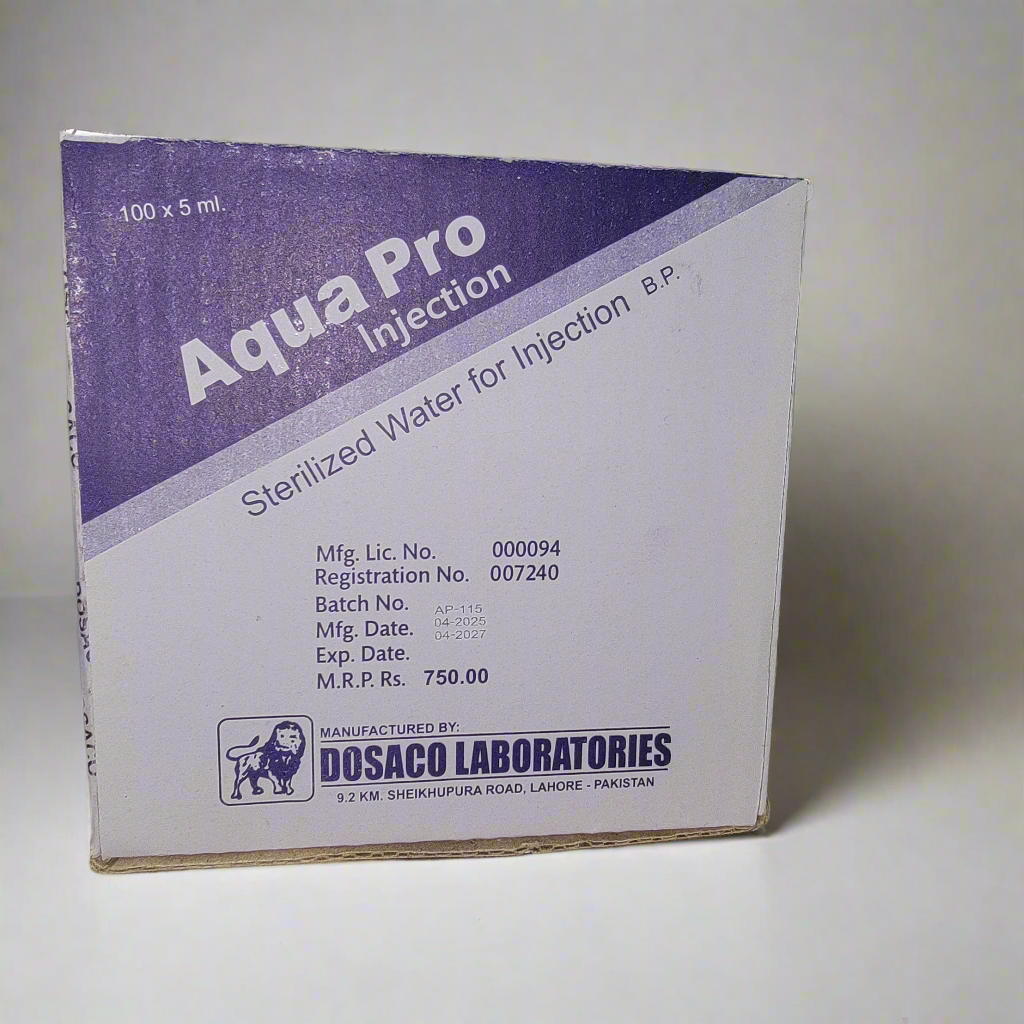 100 x 5 ml.
Aqua Pro
Injection
Sterilized Water for Injection B.P.
Mfg. Lic. No. 000094
Registration No. 007240
Batch No. AP-115
Mfg. Date. 04-2025
04-2027
Exp. Date.
M.R.P. Rs. 750.00
MANUFACTURED BY:
DOSACO LABORATORIES
9.2 KM. SHEIKHUPURA ROAD, LAHORE - PAKISTAN